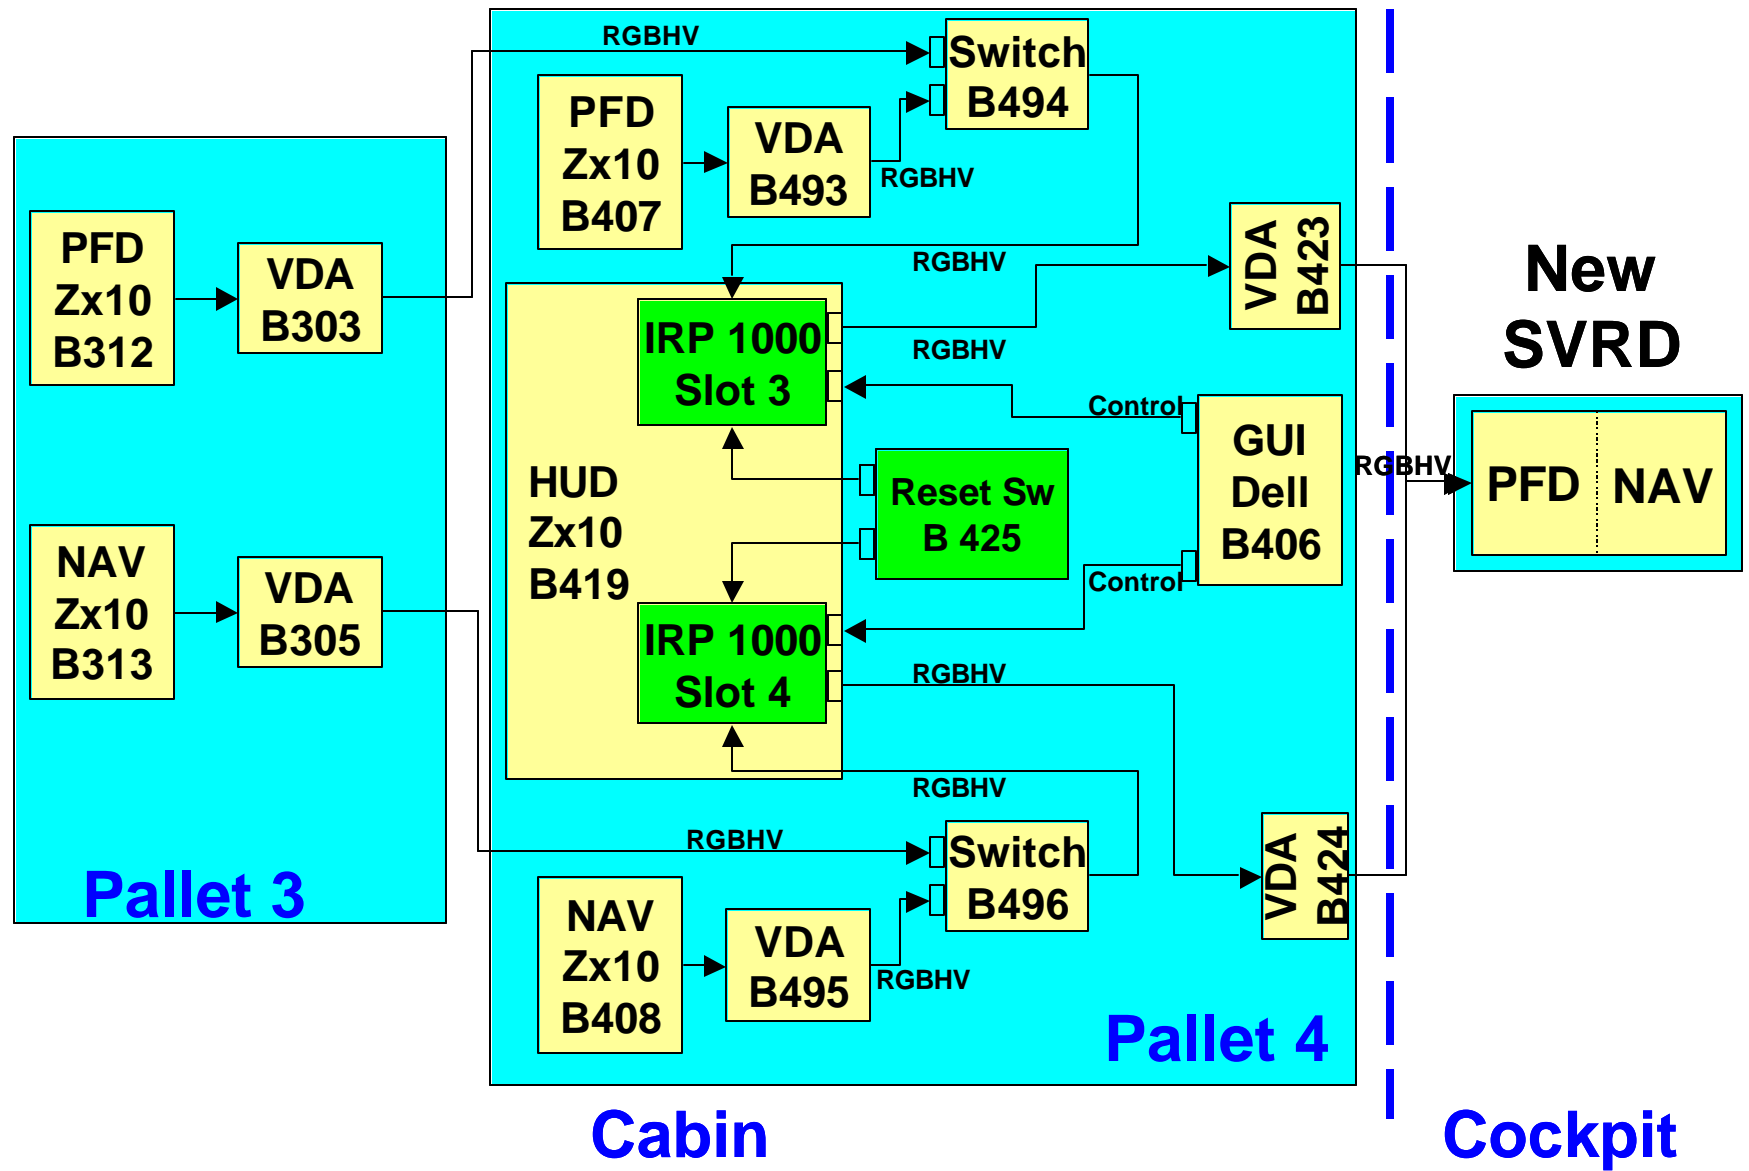 RGBHV
Switch
B494
PFD
Zx10
B407
VDA
B493
RGBHV
PFD
Zx10
B312
VDA
B303
RGBHV
VDA
B423
New
SVRD
IRP 1000
Slot 3
RGBHV
Control
GUI
Dell
B406
RGBHV
PFD
NAV
HUD
Zx10
B419
Reset Sw
B 425
Control
NAV
Zx10
B313
VDA
B305
IRP 1000
Slot 4
RGBHV
RGBHV
RGBHV
Switch
B496
VDA
B424
Pallet 3
NAV
Zx10
B408
VDA
B495
RGBHV
Pallet 4
Cabin
Cockpit